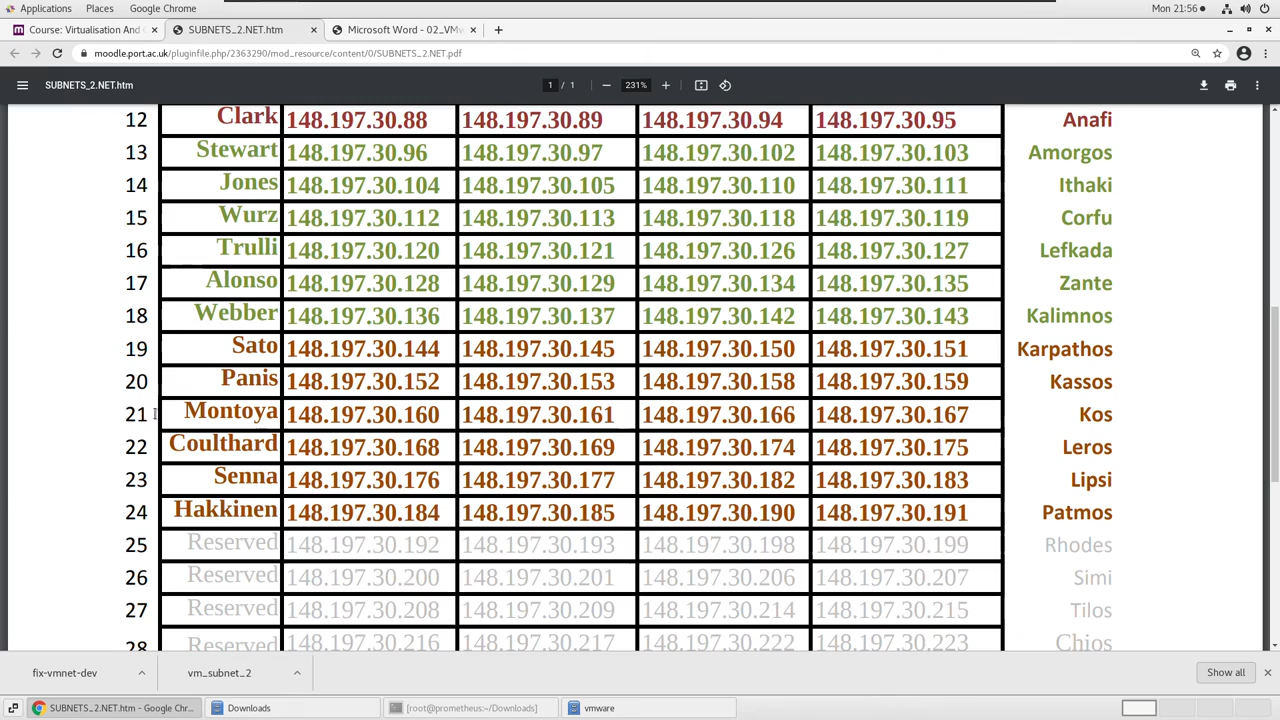 Applications Places Google Chrome Mon 21:56
Course: Virtualisation And SUBNETS_2.NET.htm Microsoft Word - 02_VMw
moodle.port.ac.uk/pluginfile.php/2363290/mod_resource/content/0/SUBNETS_2.NET.pdf
SUBNETS_2.NET.htm 1 / 1 231%
12 Clark 148.197.30.88 148.197.30.89 148.197.30.94 148.197.30.95 Anafi
13 Stewart 148.197.30.96 148.197.30.97 148.197.30.102 148.197.30.103 Amorgos
14 Jones 148.197.30.104 148.197.30.105 148.197.30.110 148.197.30.111 Ithaki
15 Wurz 148.197.30.112 148.197.30.113 148.197.30.118 148.197.30.119 Corfu
16 Trulli 148.197.30.120 148.197.30.121 148.197.30.126 148.197.30.127 Lefkada
17 Alonso 148.197.30.128 148.197.30.129 148.197.30.134 148.197.30.135 Zante
18 Webber 148.197.30.136 148.197.30.137 148.197.30.142 148.197.30.143 Kalimnos
19 Sato 148.197.30.144 148.197.30.145 148.197.30.150 148.197.30.151 Karpathos
20 Panis 148.197.30.152 148.197.30.153 148.197.30.158 148.197.30.159 Kassos
21 Montoya 148.197.30.160 148.197.30.161 148.197.30.166 148.197.30.167 Kos
22 Coulthard 148.197.30.168 148.197.30.169 148.197.30.174 148.197.30.175 Leros
23 Senna 148.197.30.176 148.197.30.177 148.197.30.182 148.197.30.183 Lipsi
24 Hakkinen 148.197.30.184 148.197.30.185 148.197.30.190 148.197.30.191 Patmos
25 Reserved 148.197.30.192 148.197.30.193 148.197.30.198 148.197.30.199 Rhodes
26 Reserved 148.197.30.200 148.197.30.201 148.197.30.206 148.197.30.207 Simi
27 Reserved 148.197.30.208 148.197.30.209 148.197.30.214 148.197.30.215 Tilos
28 Reserved 148.197.30.216 148.197.30.217 148.197.30.222 148.197.30.223 Chios
fix-vmnet-dev vm_subnet_2 Show all
SUBNETS_2.NET.htm - Google Chr... Downloads [root@prometheus:~/Downloads] vmware